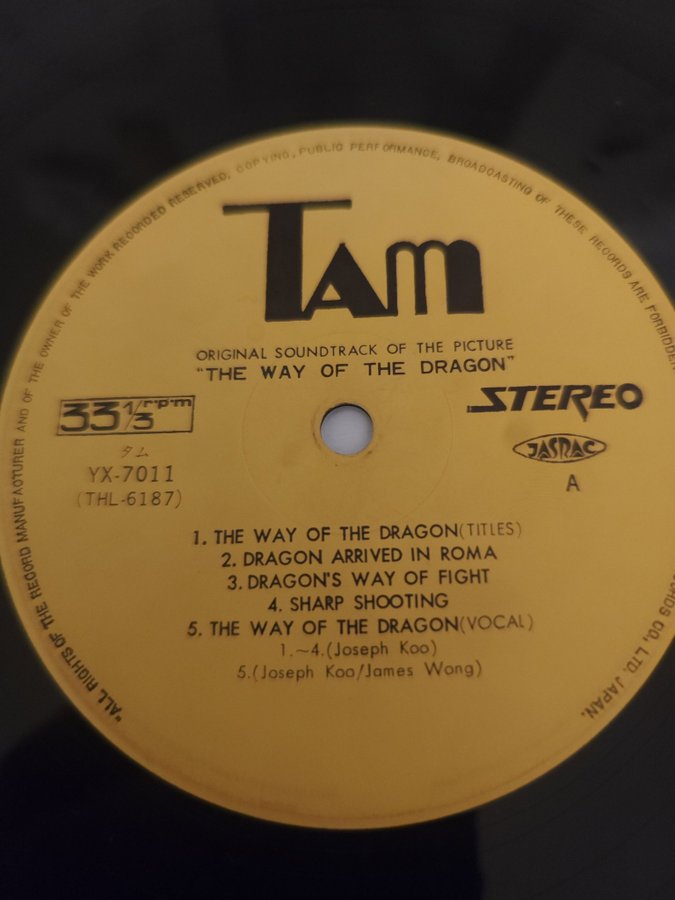 "ALL RIGHTS OF THE RECORD MANUFACTURER AND OF THE OWNER OF THE WORK RECORDED RESERVED. COPYING, PUBLIC PERFORMANCE, BROADCASTING OF THESE RECORDS ARE FORBIDDEN
RDS CO., LTD. JAPAN.
TAM
ORIGINAL SOUNDTRACK OF THE PICTURE
"THE WAY OF THE DRAGON"
33 1/3 rpm
STEREO
タム
JASRAC
YX-7011
A
(THL-6187)
1. THE WAY OF THE DRAGON(TITLES)
2. DRAGON ARRIVED IN ROMA
3. DRAGON'S WAY OF FIGHT
4. SHARP SHOOTING
5. THE WAY OF THE DRAGON(VOCAL)
1.~4.(Joseph Koo)
5.(Joseph Koo/James Wong)